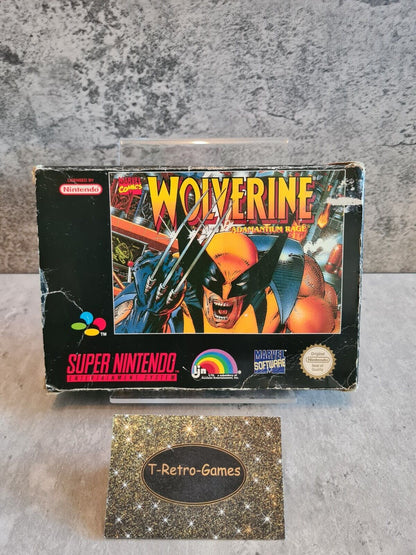 LICENSED BY
Nintendo
MARVEL
COMICS
WOLVERINE
ADAMANTIUM RAGE
SUPER NINTENDO
ENTERTAINMENT SYSTEM
LJN
MARVEL
SOFTWARE
Original
Nintendo
Seal of
Quality
T-Retro-Games